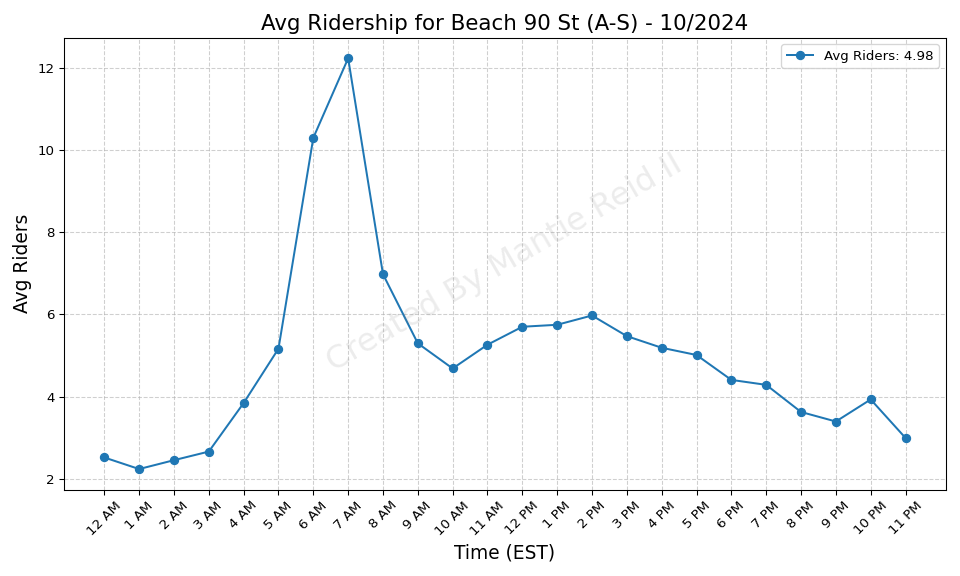 Avg Ridership for Beach 90 St (A-S) - 10/2024
Avg Riders: 4.98
Avg Riders
12
10
8
6
4
2
Created By Mantie Reid II
12 AM 1 AM 2 AM 3 AM 4 AM 5 AM 6 AM 7 AM 8 AM 9 AM 10 AM 11 AM 12 PM 1 PM 2 PM 3 PM 4 PM 5 PM 6 PM 7 PM 8 PM 9 PM 10 PM 11 PM
Time (EST)